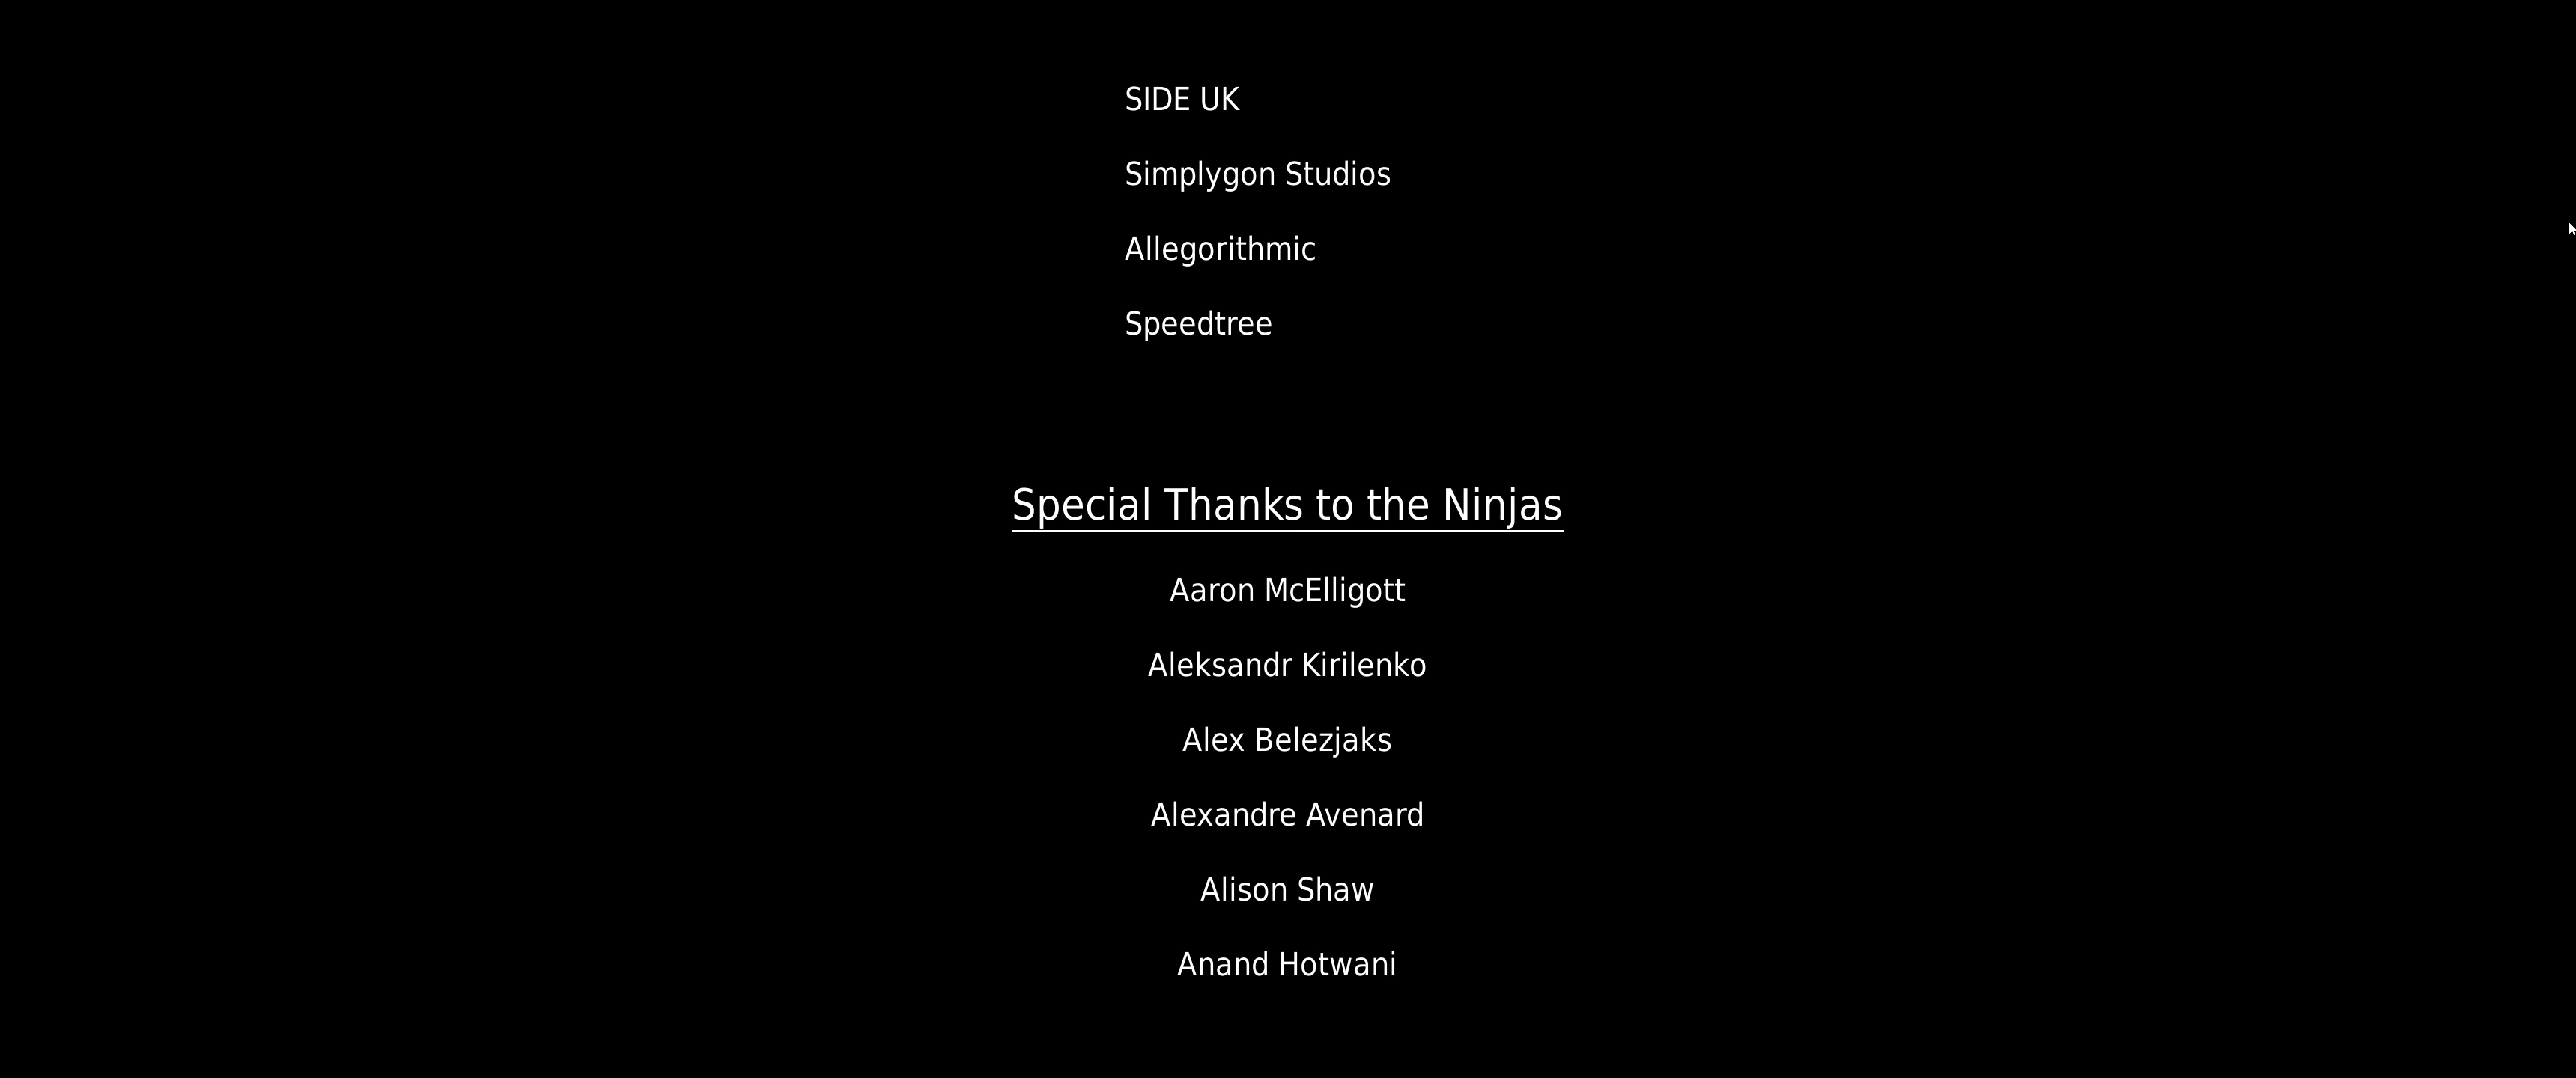 SIDE UK
Simplygon Studios
Allegorithmic
Speedtree
Special Thanks to the Ninjas
Aaron McElligott
Aleksandr Kirilenko
Alex Belezjaks
Alexandre Avenard
Alison Shaw
Anand Hotwani